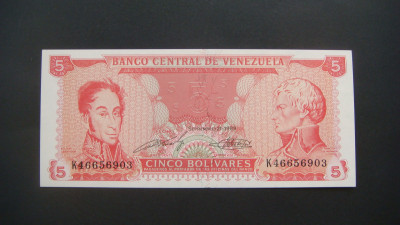 BANCO CENTRAL DE VENEZUELA
5 5
K46656903 K46656903
CINCO BOLIVARES
5 5